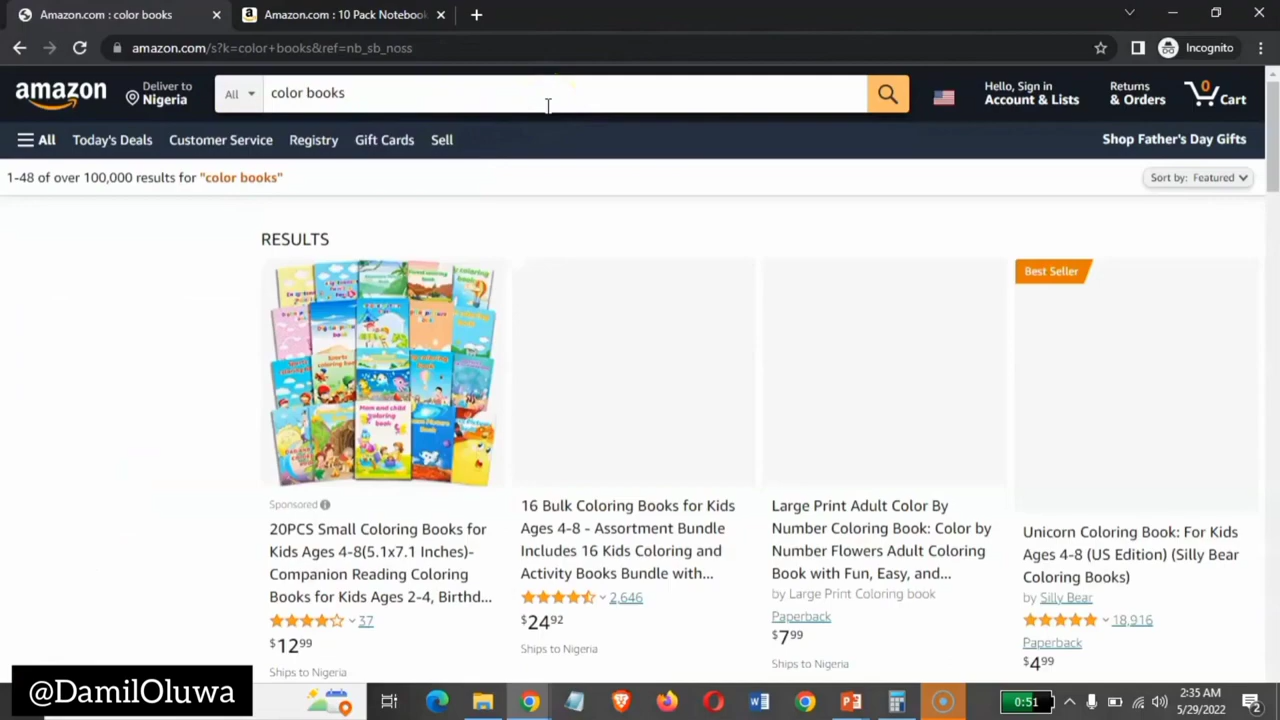 Amazon.com : color books
Amazon.com : 10 Pack Notebook
amazon.com/s?k=color+books&ref=nb_sb_noss
Incognito
amazon
Deliver to
Nigeria
All
color books
Hello, Sign in
Account & Lists
Returns
& Orders
0
Cart
All
Today's Deals
Customer Service
Registry
Gift Cards
Sell
Shop Father's Day Gifts
1-48 of over 100,000 results for "color books"
Sort by: Featured
RESULTS
Best Seller
Mom and child
coloring
book
Sponsored
20PCS Small Coloring Books for
Kids Ages 4-8(5.1x7.1 Inches)-
Companion Reading Coloring
Books for Kids Ages 2-4, Birthd...
37
$12.99
Ships to Nigeria
16 Bulk Coloring Books for Kids
Ages 4-8 - Assortment Bundle
Includes 16 Kids Coloring and
Activity Books Bundle with...
2,646
$24.92
Ships to Nigeria
Large Print Adult Color By
Number Coloring Book: Color by
Number Flowers Adult Coloring
Book with Fun, Easy, and...
by Large Print Coloring book
Paperback
$7.99
Ships to Nigeria
Unicorn Coloring Book: For Kids
Ages 4-8 (US Edition) (Silly Bear
Coloring Books)
by Silly Bear
18,916
Paperback
$4.99
@DamilOluwa
0:51
2:35 AM
5/29/2022
2